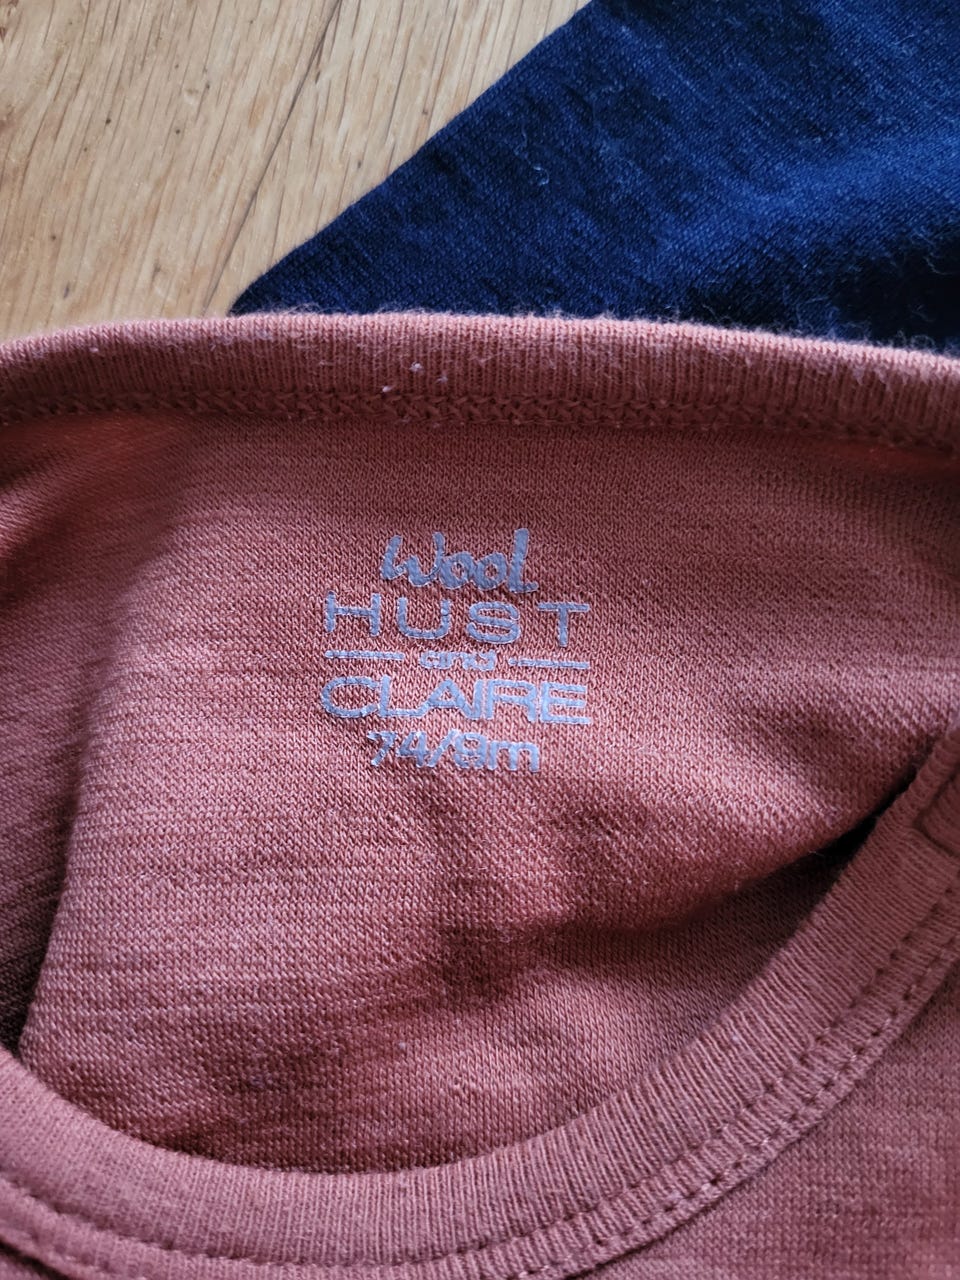 Wool
HUST
and
CLAIRE
74/9m